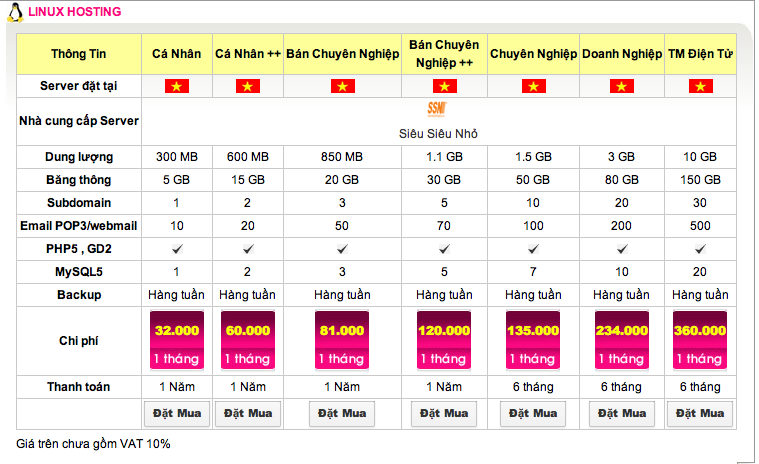 LINUX HOSTING
Thông Tin Cá Nhân Cá Nhân ++ Bán Chuyên Nghiệp Bán Chuyên Nghiệp ++ Chuyên Nghiệp Doanh Nghiệp TM Điện Tử
Server đặt tại
Nhà cung cấp Server SSN
Siêu Siêu Nhỏ
Dung lượng 300 MB 600 MB 850 MB 1.1 GB 1.5 GB 3 GB 10 GB
Băng thông 5 GB 15 GB 20 GB 30 GB 50 GB 80 GB 150 GB
Subdomain 1 2 3 5 10 20 30
Email POP3/webmail 10 20 50 70 100 200 500
PHP5 , GD2
MySQL5 1 2 3 5 7 10 20
Backup Hàng tuần Hàng tuần Hàng tuần Hàng tuần Hàng tuần Hàng tuần Hàng tuần
Chi phí 32.000 60.000 81.000 120.000 135.000 234.000 360.000
1 tháng 1 tháng 1 tháng 1 tháng 1 tháng 1 tháng 1 tháng
Thanh toán 1 Năm 1 Năm 1 Năm 1 Năm 6 tháng 6 tháng 6 tháng
Đặt Mua Đặt Mua Đặt Mua Đặt Mua Đặt Mua Đặt Mua Đặt Mua
Giá trên chưa gồm VAT 10%